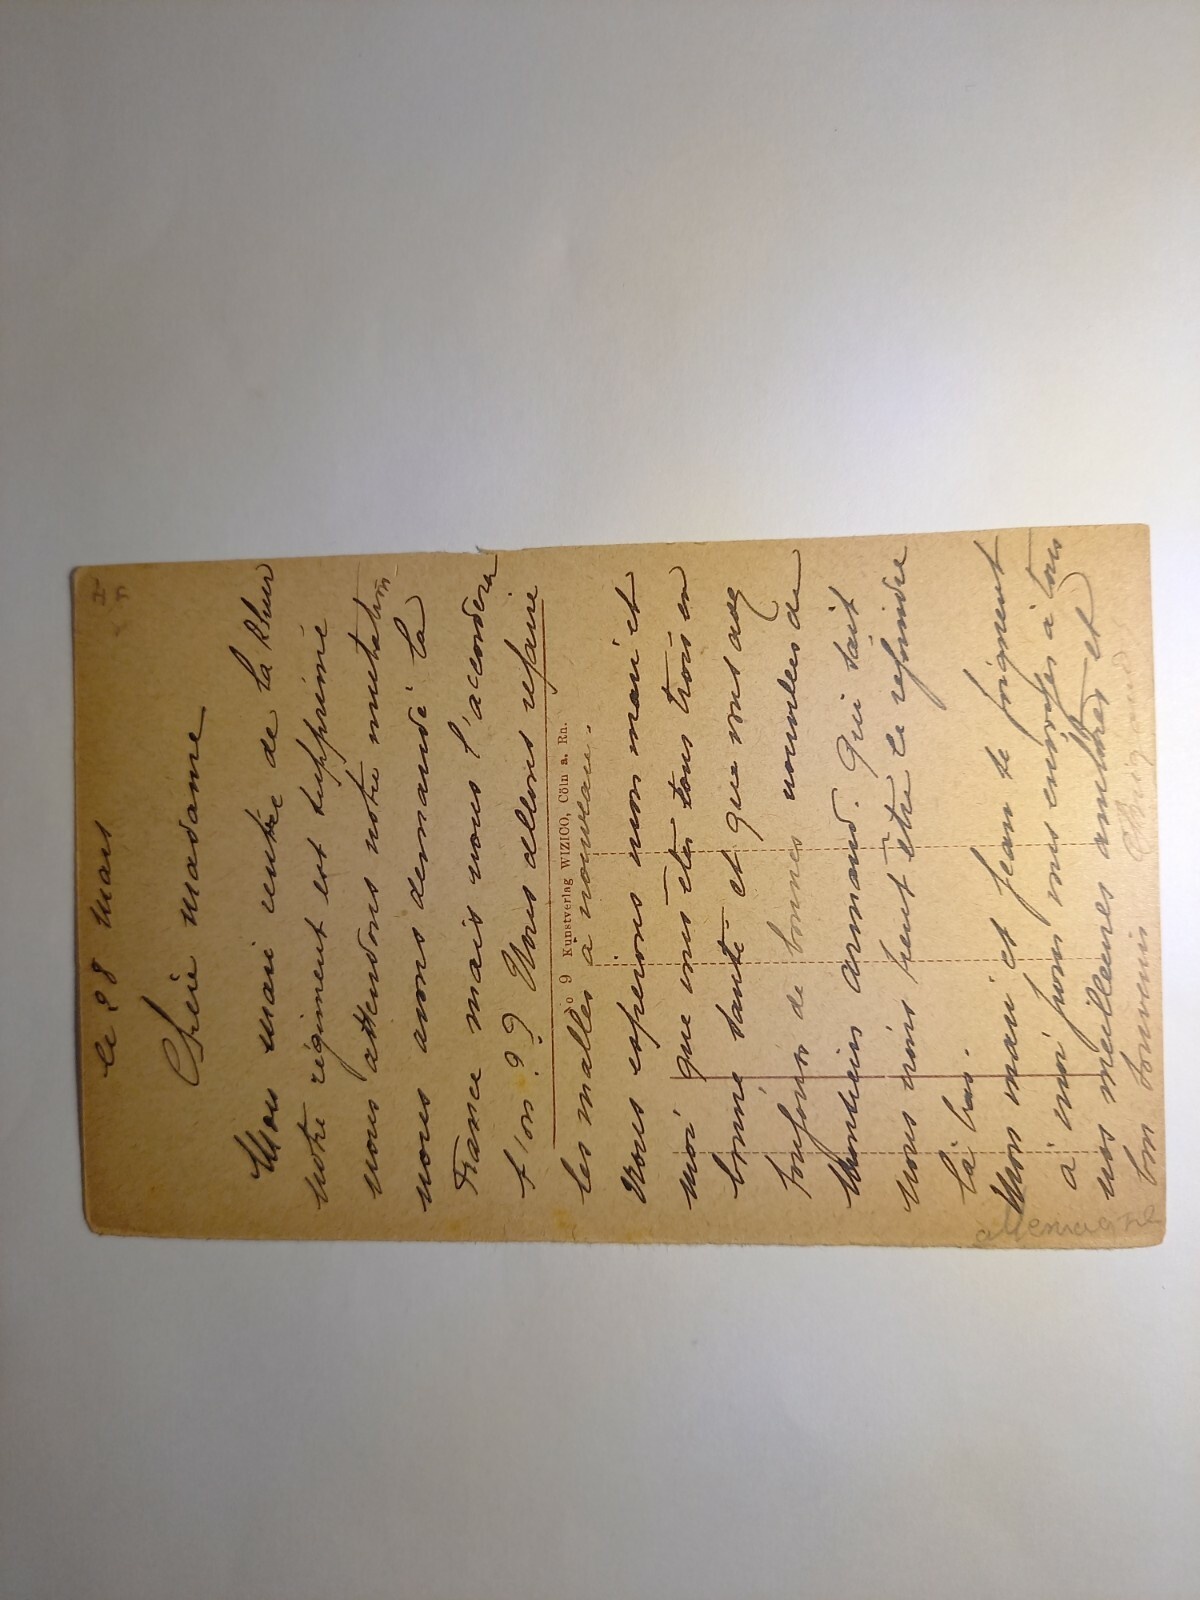 le 28 Mars
Chère Madame
Mon mari rentre de la Rhur
notre régiment est supprimé
nous attendons notre mutation
nous avons demandé la
France mais nous l'accordera
t'on ?? Nous allons refaire
les malles à nouveau.
No 9 Kunstverlag WIZICO, Cöln a. Rh.
Nous espérons mon mari et
moi que vous etes tous trois en
bonne santé et que vous avez
toujours de bonnes nouvelles de
Monsieur Armand. Qui sait
nous irons peut être le rejoindre
là bas.
Mon mari et Jean se joignent
à moi pour vous envoyer à tous
nos meilleures amitiés et
bon souvenir
allemagne